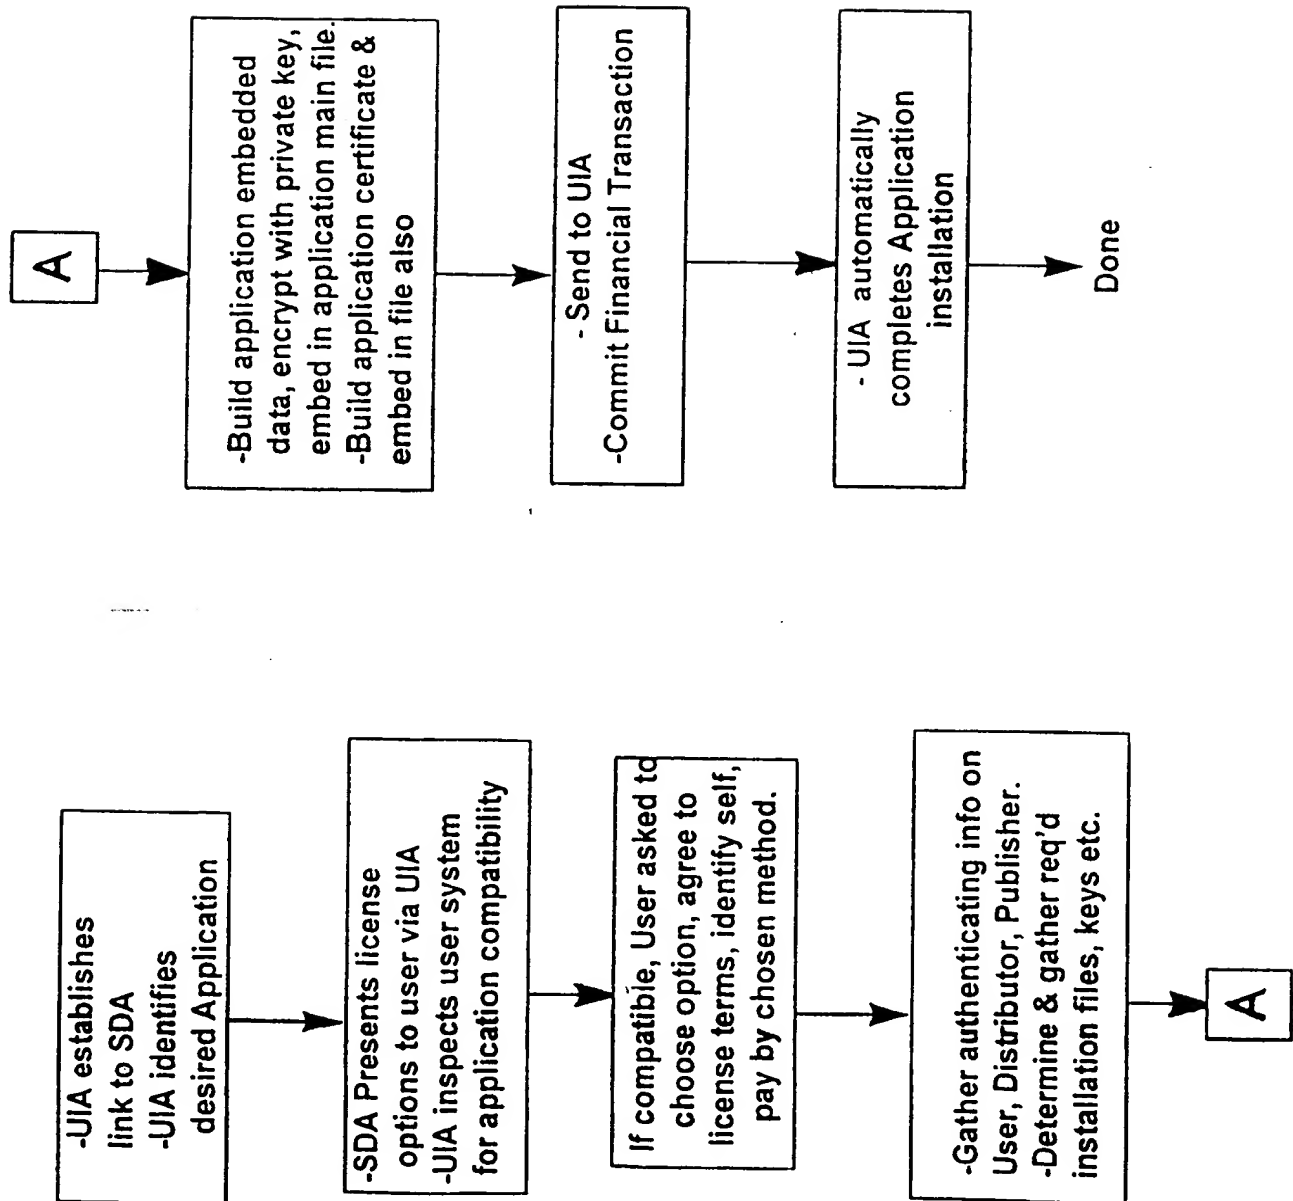 -UIA establishes
link to SDA
-UIA identifies
desired Application
-SDA Presents license
options to user via UIA
-UIA inspects user system
for application compatibility
If compatible, User asked to
choose option, agree to
license terms, identify self,
pay by chosen method.
-Gather authenticating info on
User, Distributor, Publisher.
-Determine & gather req'd
installation files, keys etc.
A
A
-Build application embedded
data, encrypt with private key,
embed in application main file.
-Build application certificate &
embed in file also
- Send to UIA
-Commit Financial Transaction
- UIA automatically
completes Application
installation
Done